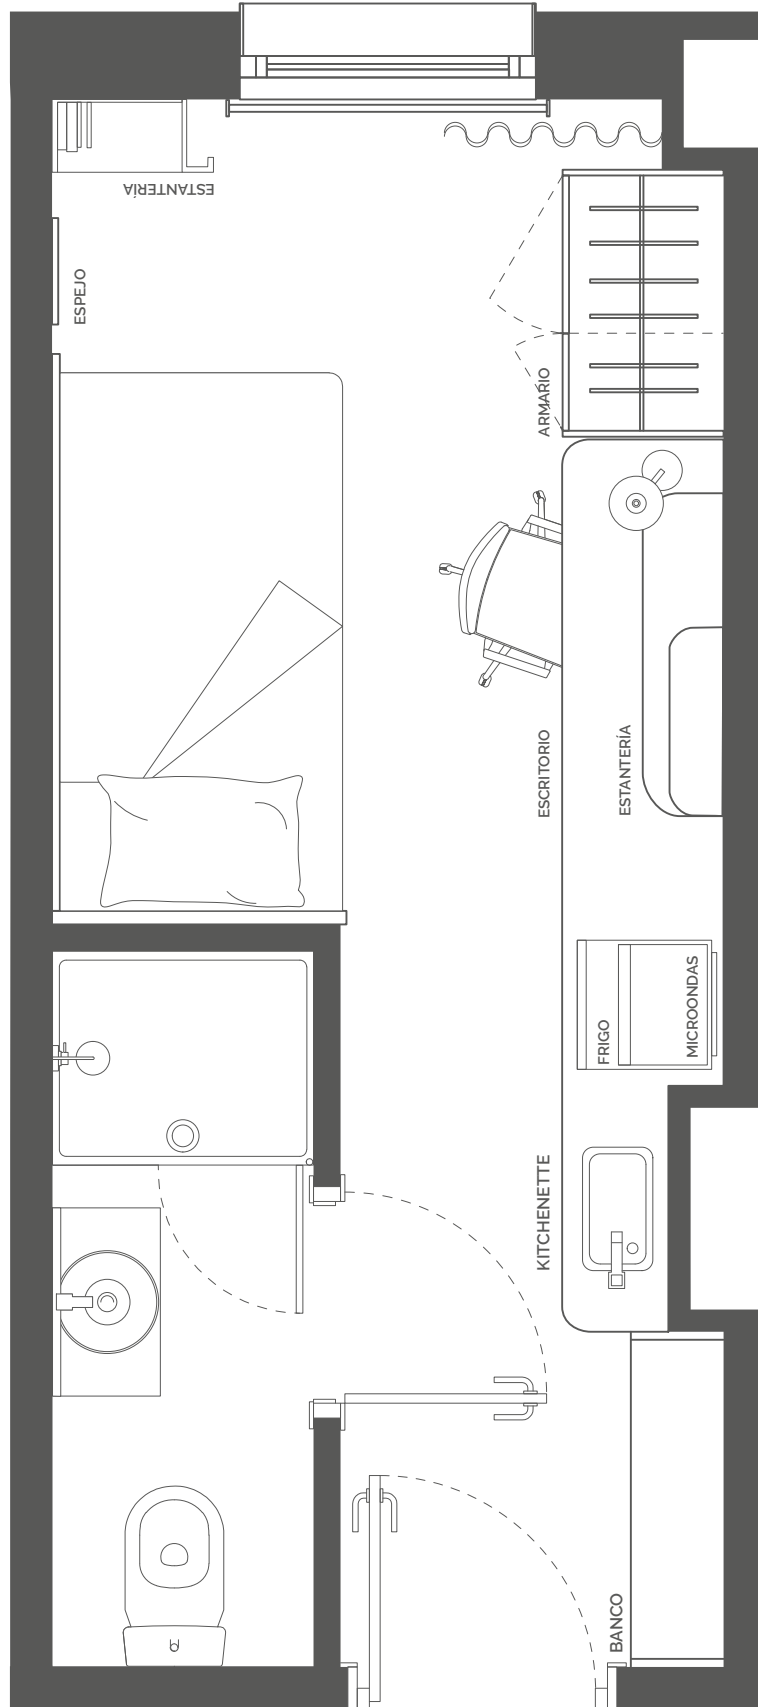 ESTANTERÍA
ESPEJO
ARMARIO
ESCRITORIO
ESTANTERÍA
FRIGO
MICROONDAS
KITCHENETTE
BANCO